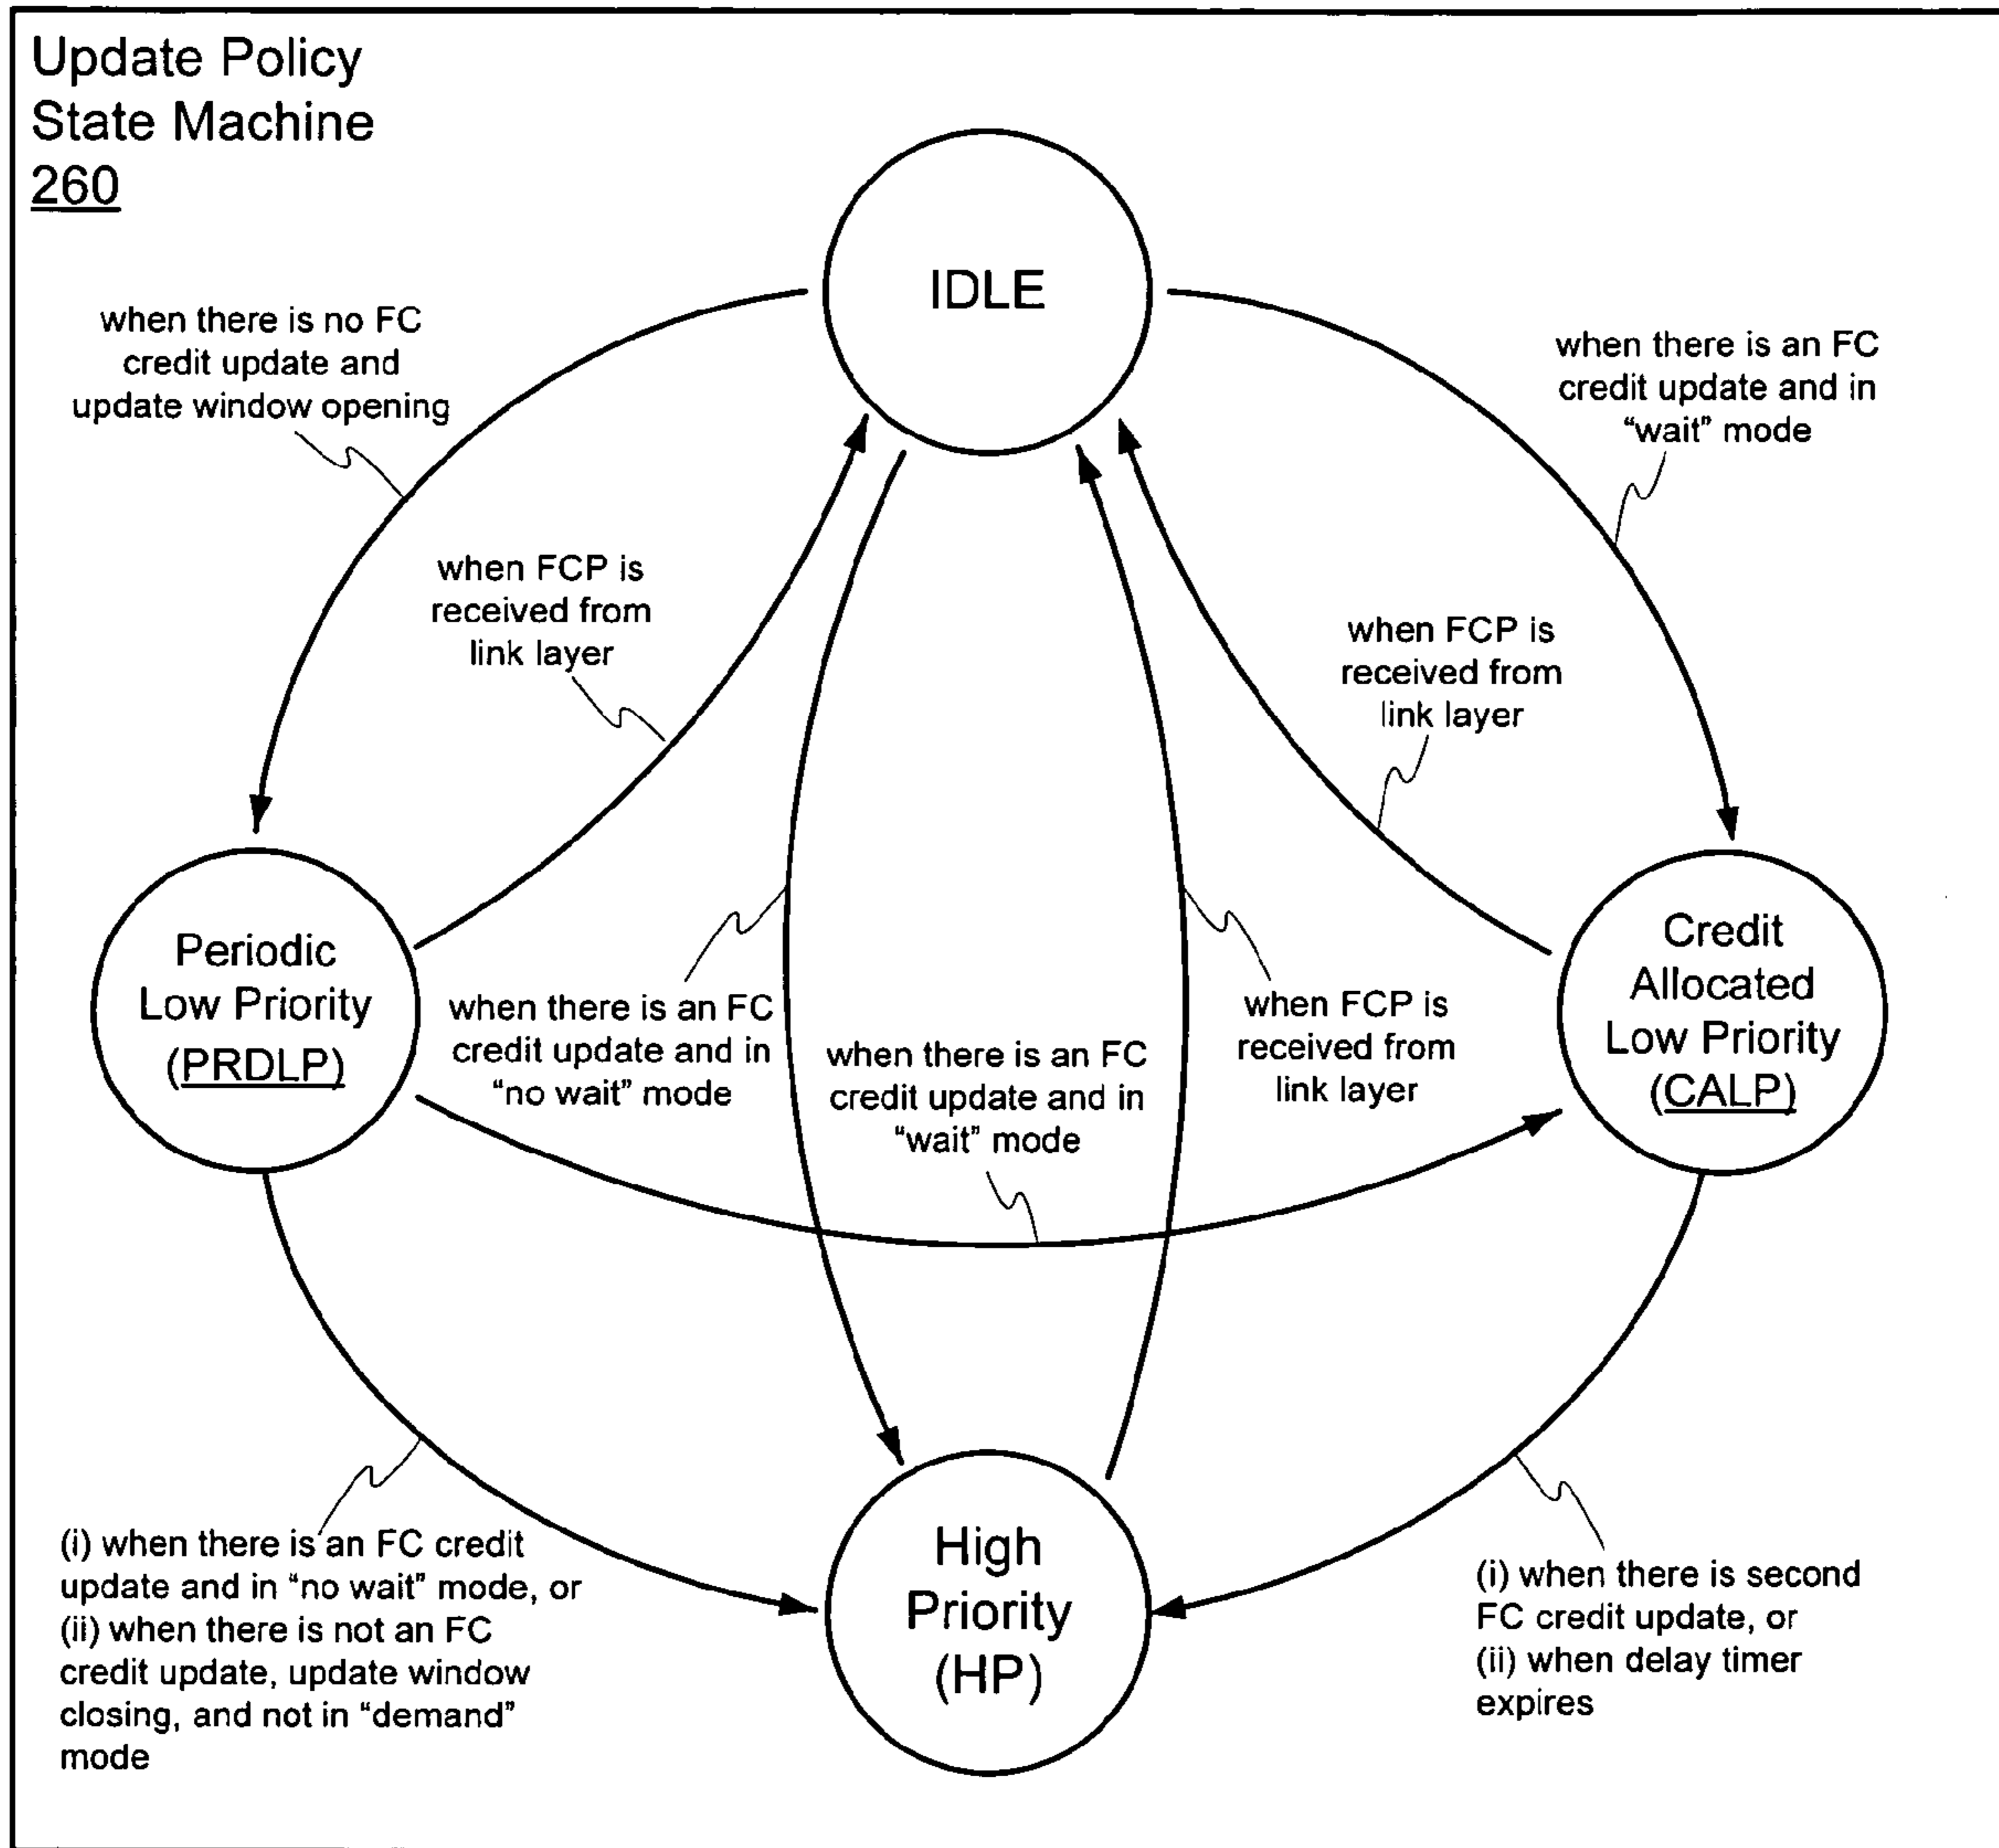 Update Policy
State Machine
260
IDLE
when there is no FC
credit update and
update window opening
when there is an FC
credit update and in
“wait” mode
when FCP is
received from
link layer
when FCP is
received from
link layer
Periodic
Low Priority
(PRDLP)
Credit
Allocated
Low Priority
(CALP)
when there is an FC
credit update and in
“no wait” mode
when there is an FC
credit update and in
“wait” mode
when FCP is
received from
link layer
(i) when there is an FC credit
update and in “no wait” mode, or
(ii) when there is not an FC
credit update, update window
closing, and not in “demand”
mode
High
Priority
(HP)
(i) when there is second
FC credit update, or
(ii) when delay timer
expires